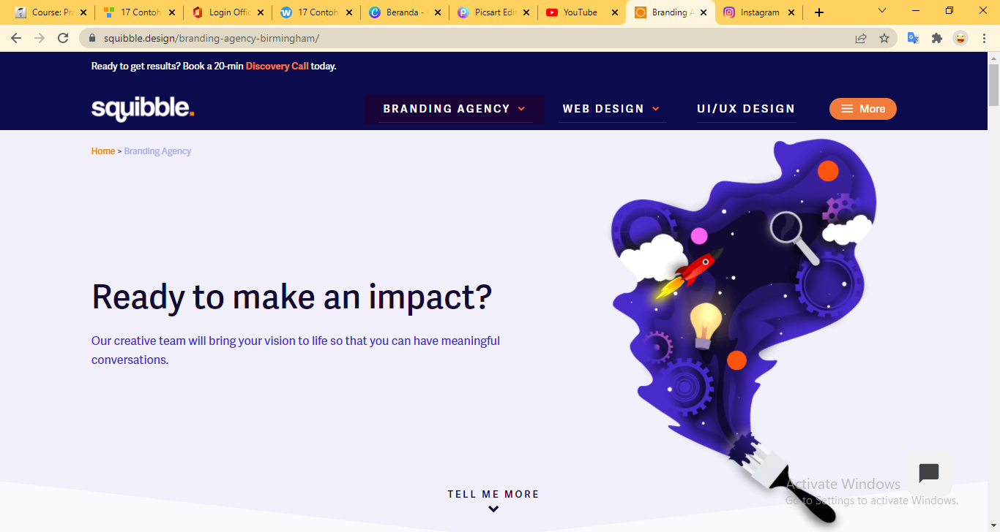 Course: Pra
17 Contoh
Login Offic
17 Contoh
Beranda -
Picsart Edit
YouTube
Branding A
Instagram
squibble.design/branding-agency-birmingham/
Ready to get results? Book a 20-min Discovery Call today.
squibble.
BRANDING AGENCY
WEB DESIGN
UI/UX DESIGN
More
Home > Branding Agency
Ready to make an impact?
Our creative team will bring your vision to life so that you can have meaningful
conversations.
TELL ME MORE
Activate Windows
Go to Settings to activate Windows.